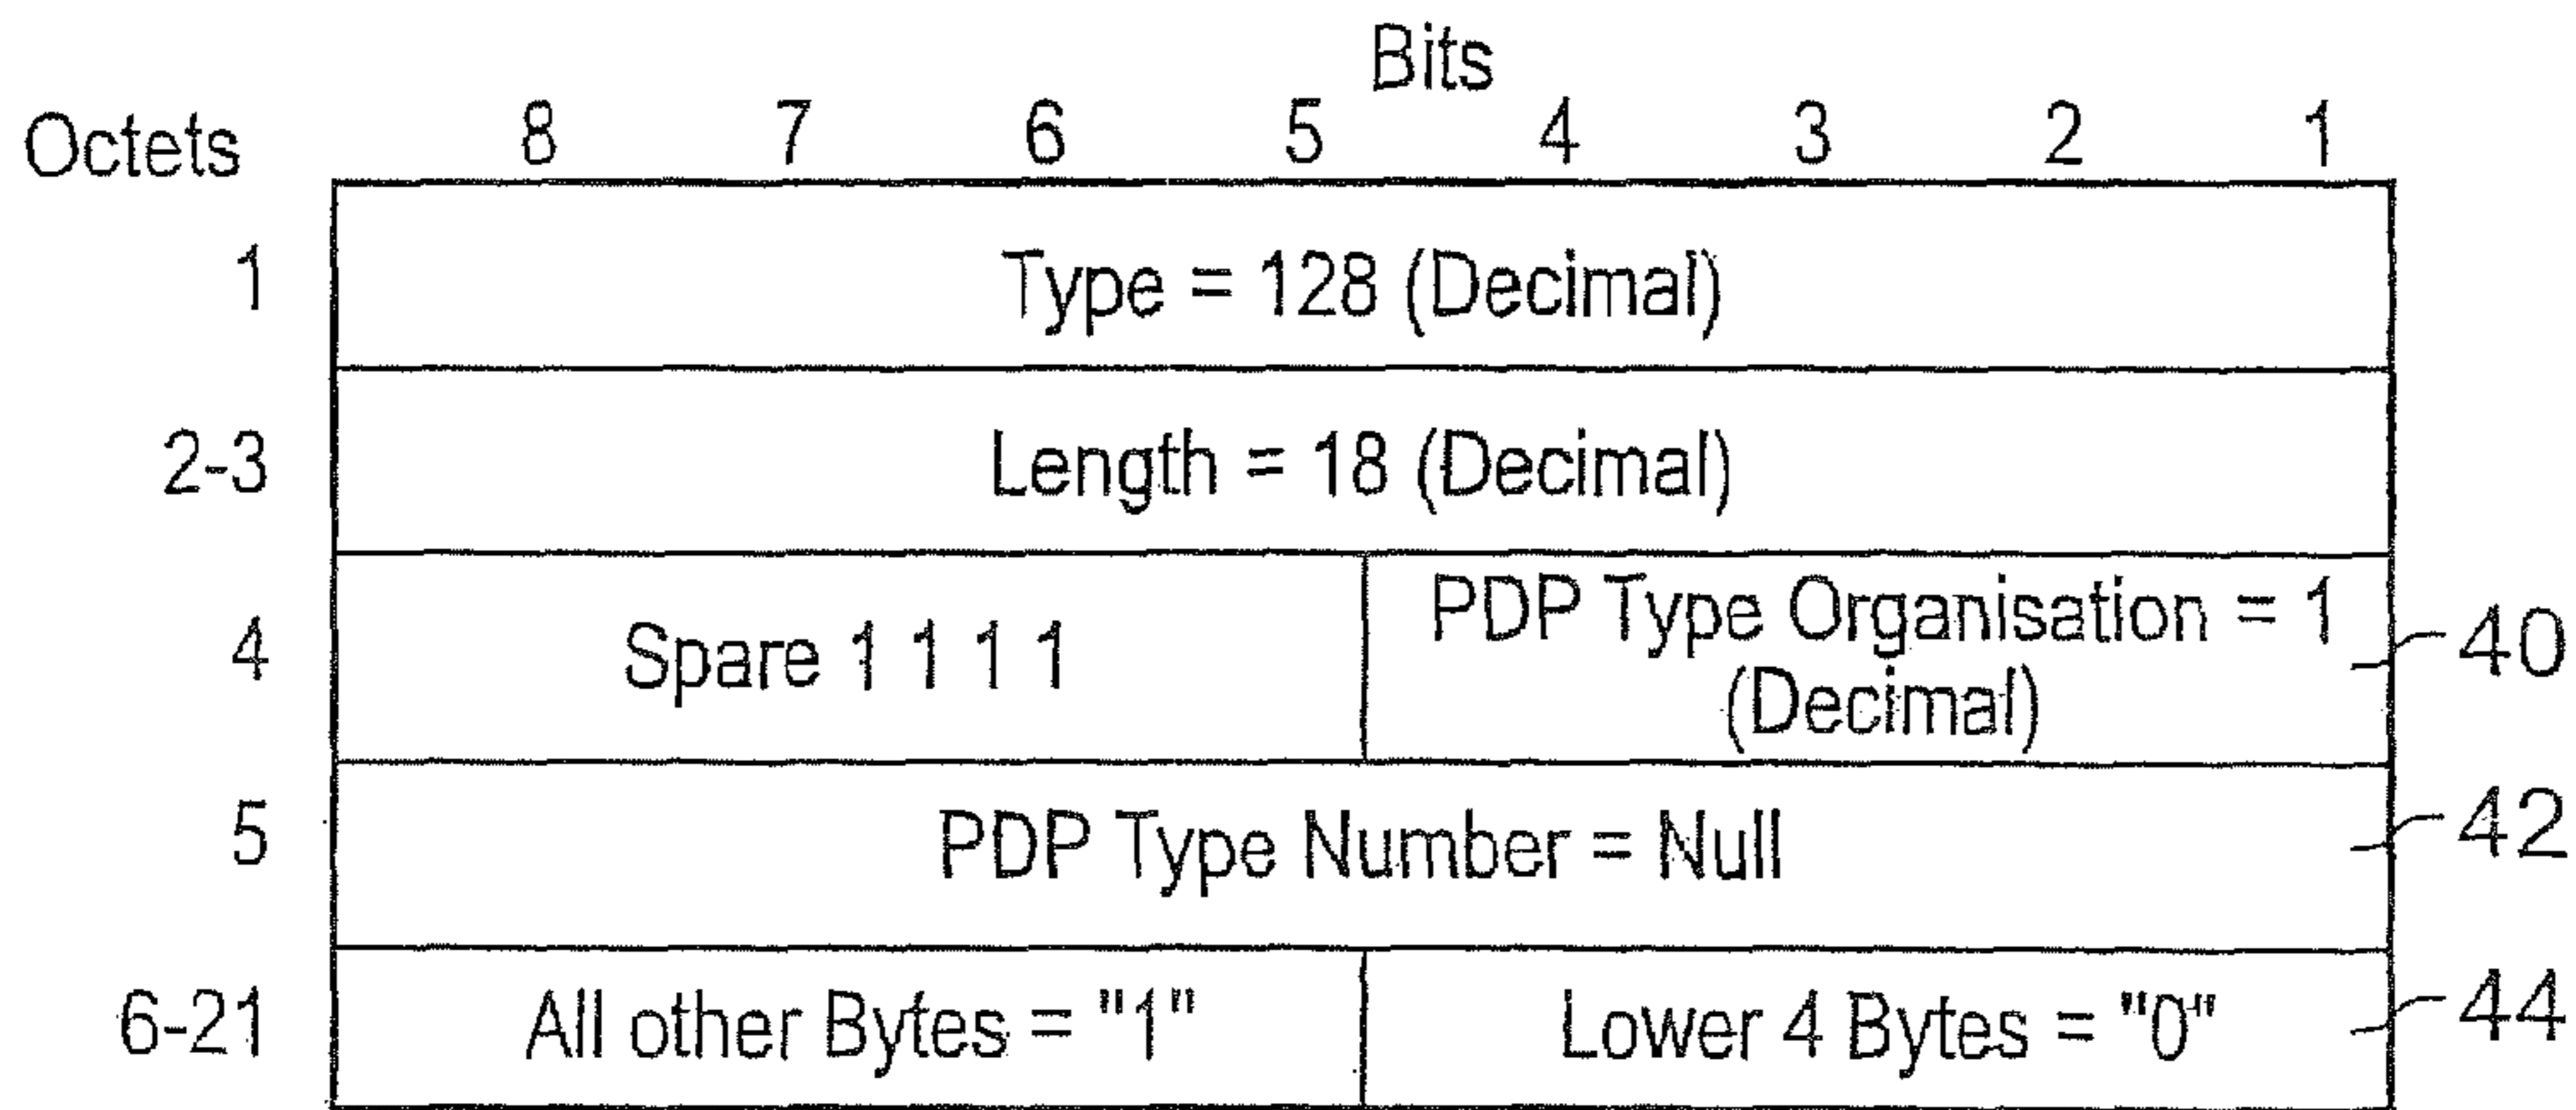 Bits
Octets 8 7 6 5 4 3 2 1
1 Type = 128 (Decimal)
2-3 Length = 18 (Decimal)
4 Spare 1 1 1 1 PDP Type Organisation = 1 40
(Decimal)
5 PDP Type Number = Null 42
6-21 All other Bytes = "1" Lower 4 Bytes = "0" 44